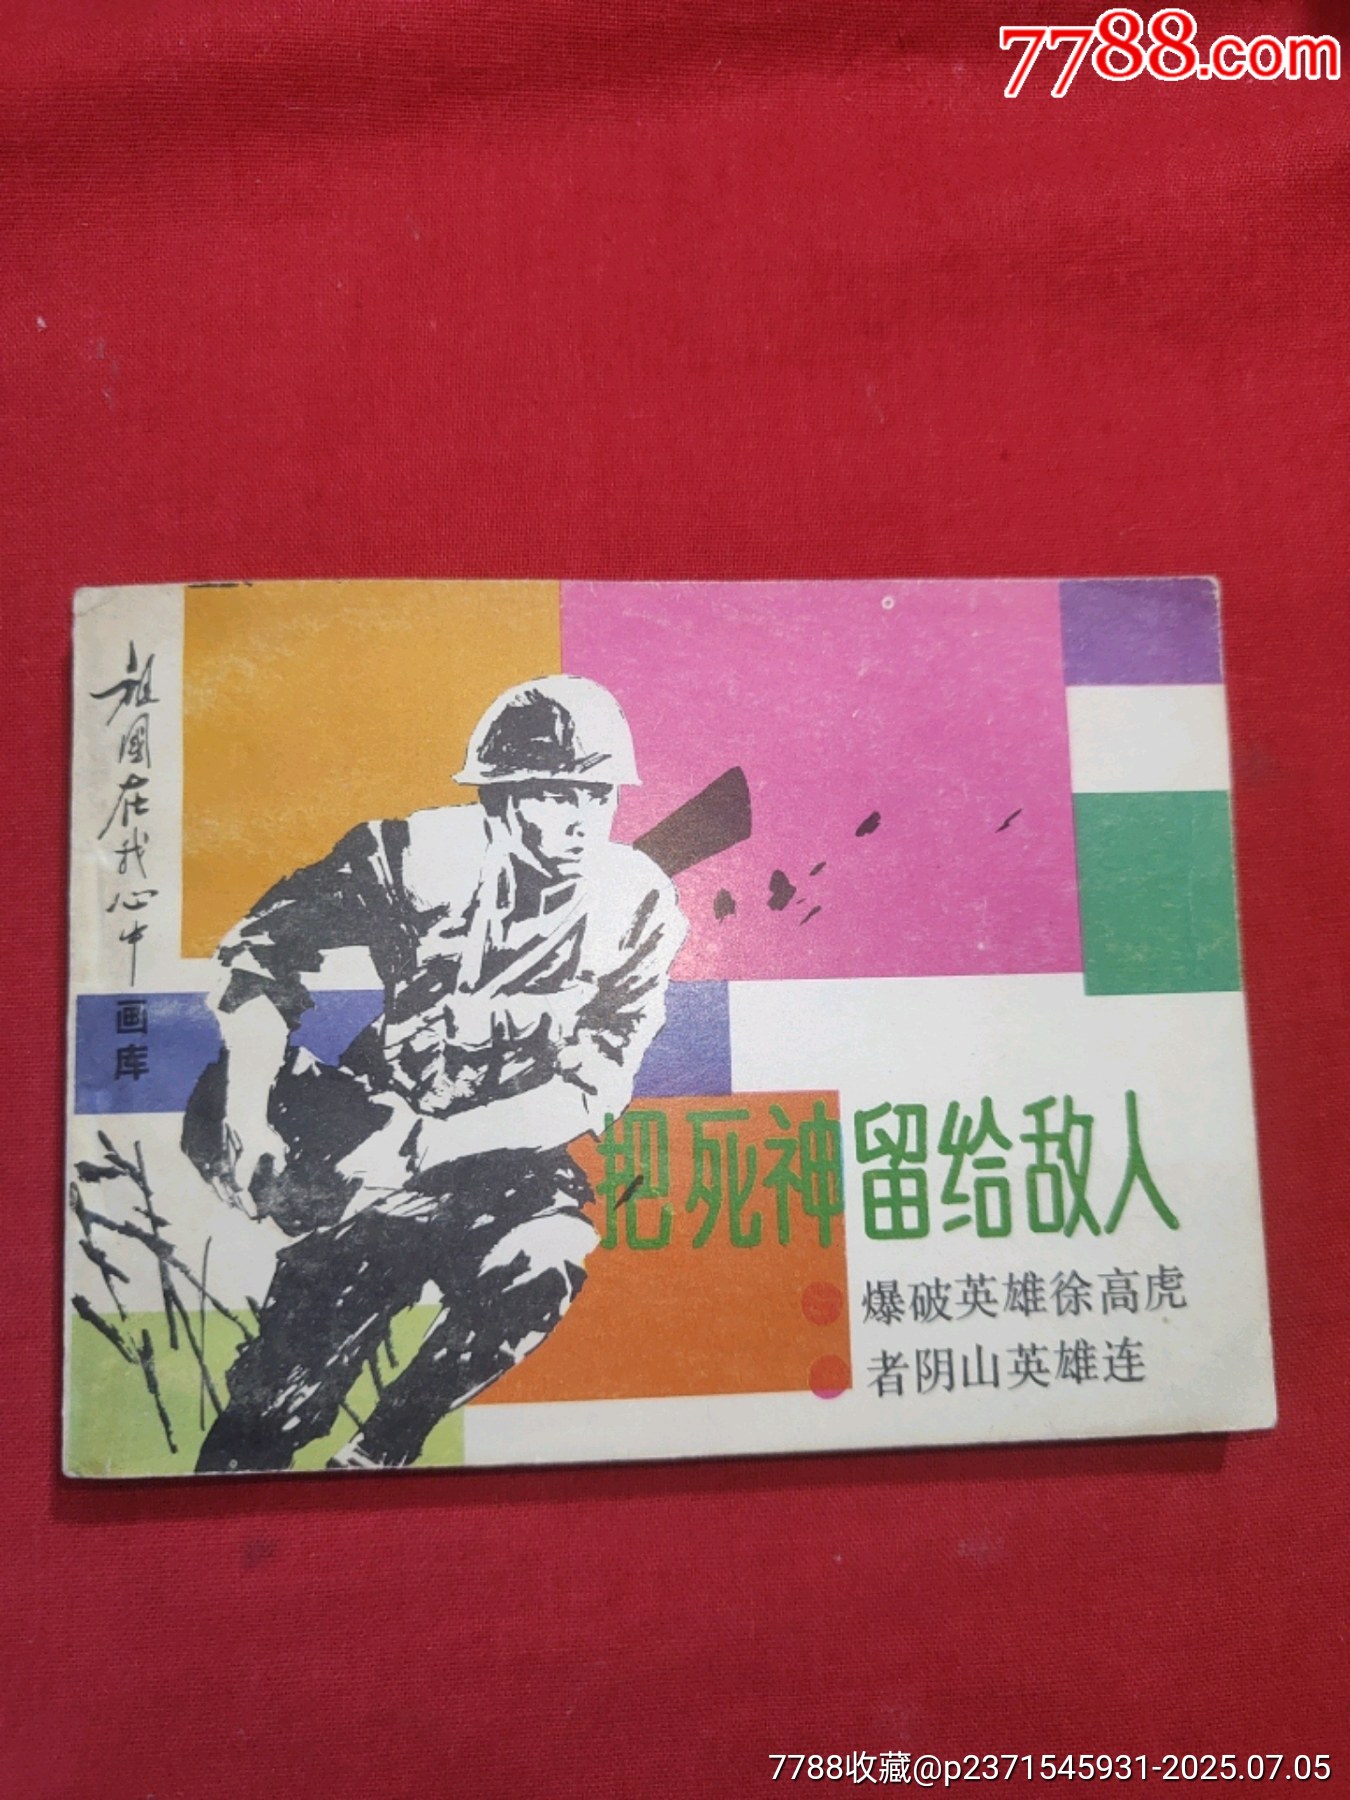 7788.com
祖国在我心中
画库
把死神留给敌人
爆破英雄徐高虎
者阴山英雄连
7788收藏@p2371545931-2025.07.05